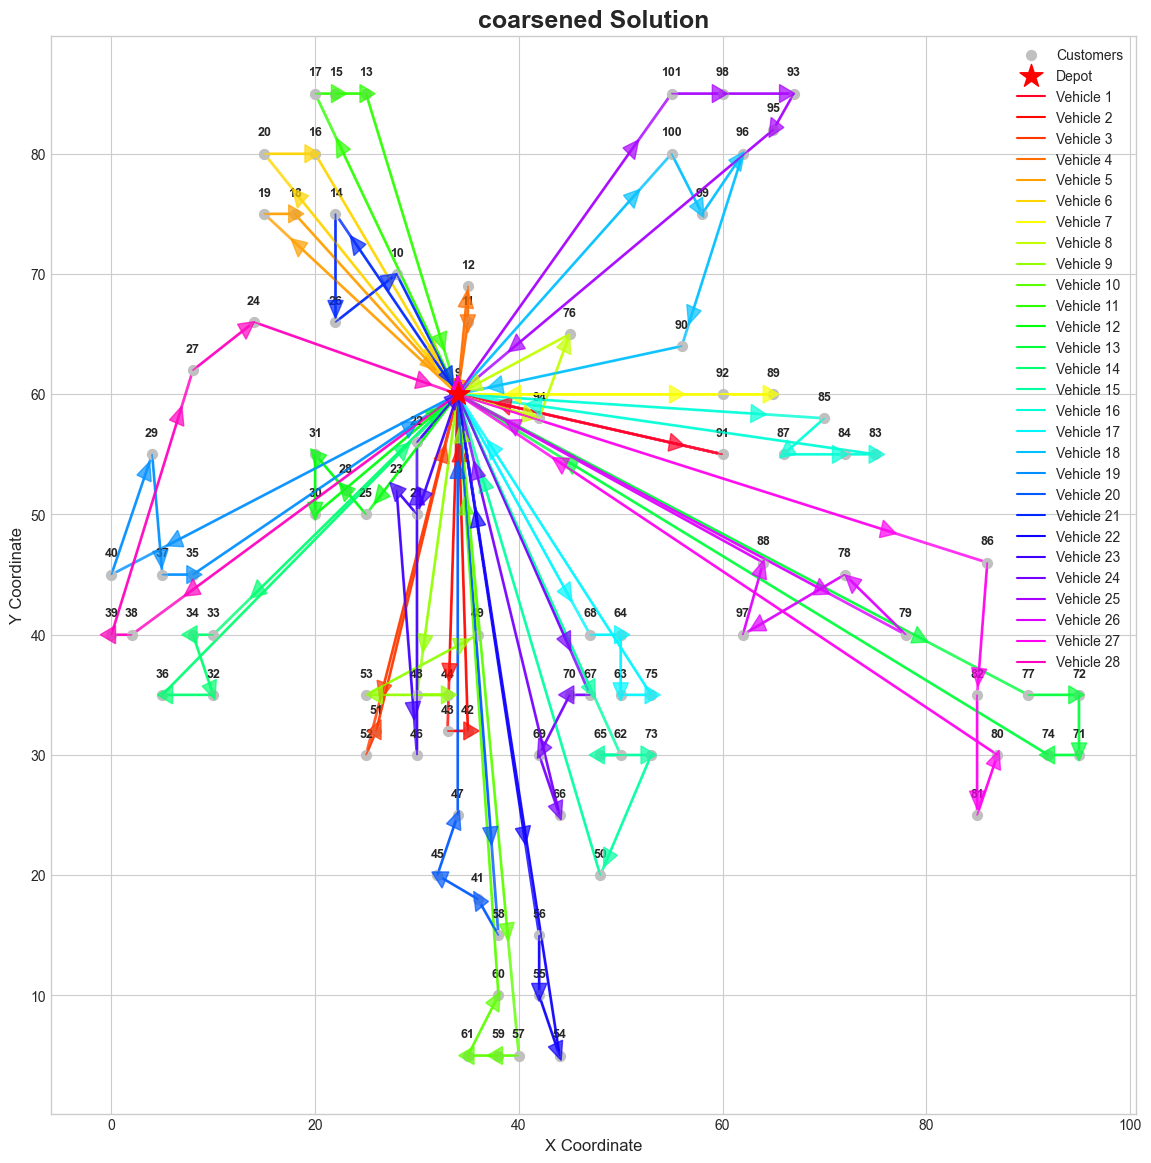 coarsened Solution
Customers
Depot
Vehicle 1
Vehicle 2
Vehicle 3
Vehicle 4
Vehicle 5
Vehicle 6
Vehicle 7
Vehicle 8
Vehicle 9
Vehicle 10
Vehicle 11
Vehicle 12
Vehicle 13
Vehicle 14
Vehicle 15
Vehicle 16
Vehicle 17
Vehicle 18
Vehicle 19
Vehicle 20
Vehicle 21
Vehicle 22
Vehicle 23
Vehicle 24
Vehicle 25
Vehicle 26
Vehicle 27
Vehicle 28
17 15 13 101 98 93
95
20 16 100 96
19 18 14 99
10
12
24 26 11 76
27 90
9 92 89
94 85
22 91 87 84 83
29 31
28 23
30 25
88 86
40 37 35 78
39 38 34 33 49 68 64 97 79
36 32 53 48 44 70 67 63 75 82 77 72
51 43 42
52 46 69 65 62 73 80 74 71
47 66 81
45 50
41
58 56
60 55
61 59 57 54
80
70
60
50
40
30
20
10
0 20 40 60 80 100
X Coordinate
Y Coordinate